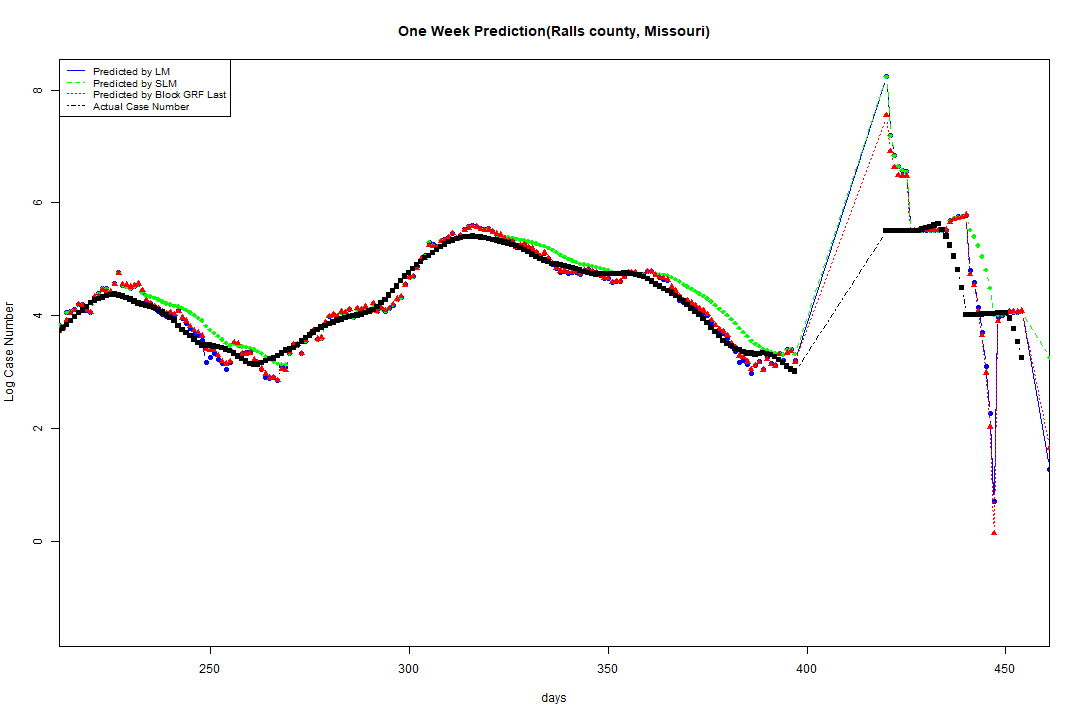 One Week Prediction(Ralls county, Missouri)
Predicted by LM
Predicted by SLM
Predicted by Block GRF Last
Actual Case Number
8
6
4
2
0
Log Case Number
250
300
350
400
450
days